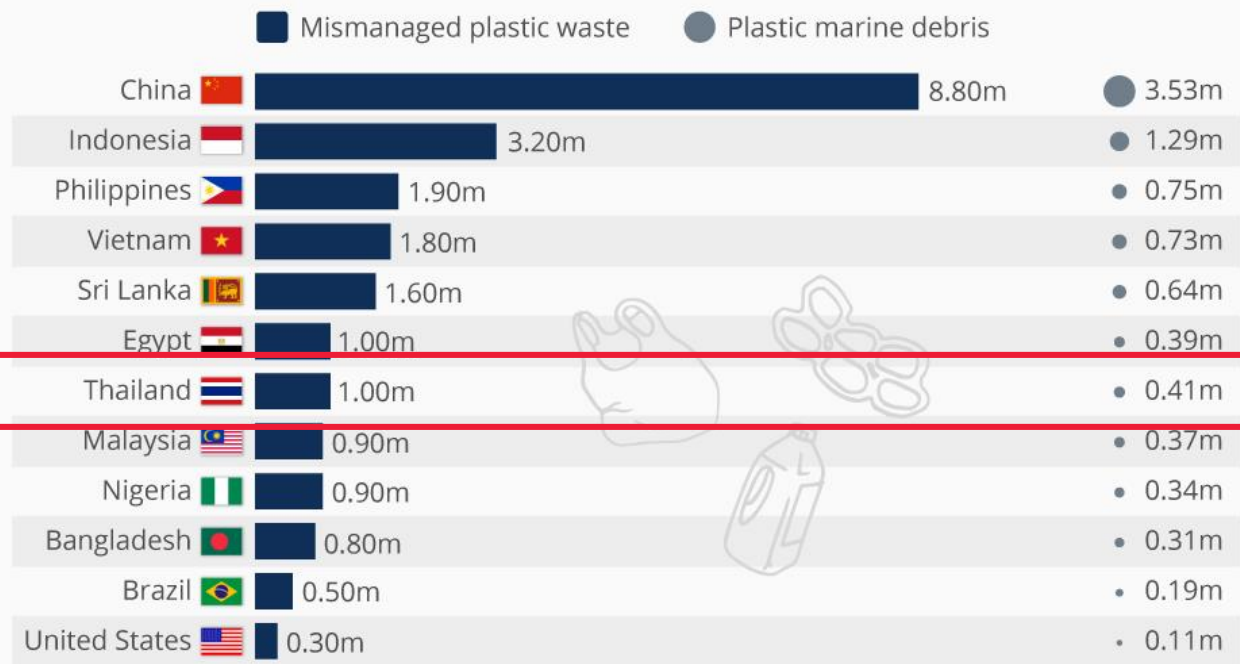 Mismanaged plastic waste Plastic marine debris
China 8.80m 3.53m
Indonesia 3.20m 1.29m
Philippines 1.90m 0.75m
Vietnam 1.80m 0.73m
Sri Lanka 1.60m 0.64m
Egypt 1.00m 0.39m
Thailand 1.00m 0.41m
Malaysia 0.90m 0.37m
Nigeria 0.90m 0.34m
Bangladesh 0.80m 0.31m
Brazil 0.50m 0.19m
United States 0.30m 0.11m